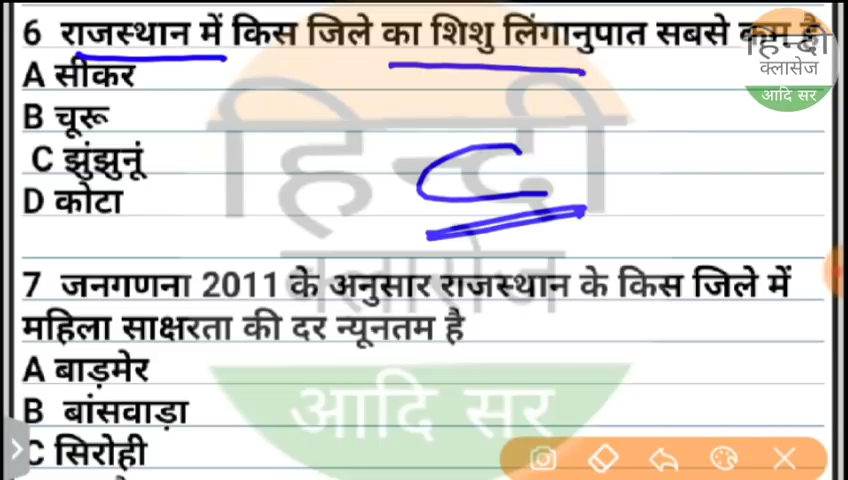 6 राजस्थान में किस जिले का शिशु लिंगानुपात सबसे कम है
A सीकर
B चूरू
C झुंझुनूं
D कोटा
C
7 जनगणना 2011 के अनुसार राजस्थान के किस जिले में
महिला साक्षरता की दर न्यूनतम है
A बाड़मेर
B बांसवाड़ा
C सिरोही
हिन्दी
क्लासेज
आदि सर
हिन्दी
क्लासेज
आदि सर